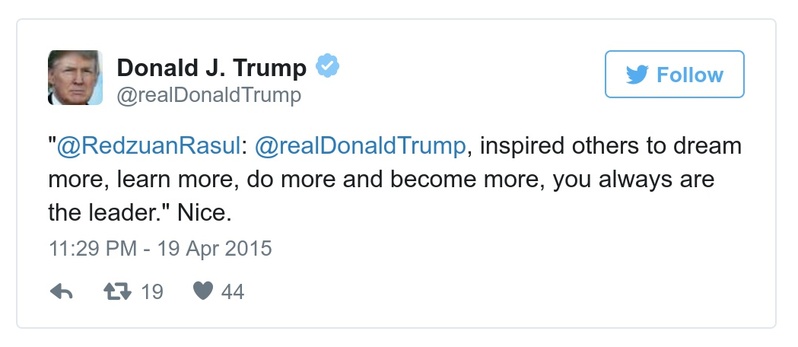 Donald J. Trump
@realDonaldTrump
Follow
"@RedzuanRasul: @realDonaldTrump, inspired others to dream
more, learn more, do more and become more, you always are
the leader." Nice.
11:29 PM - 19 Apr 2015
19 44